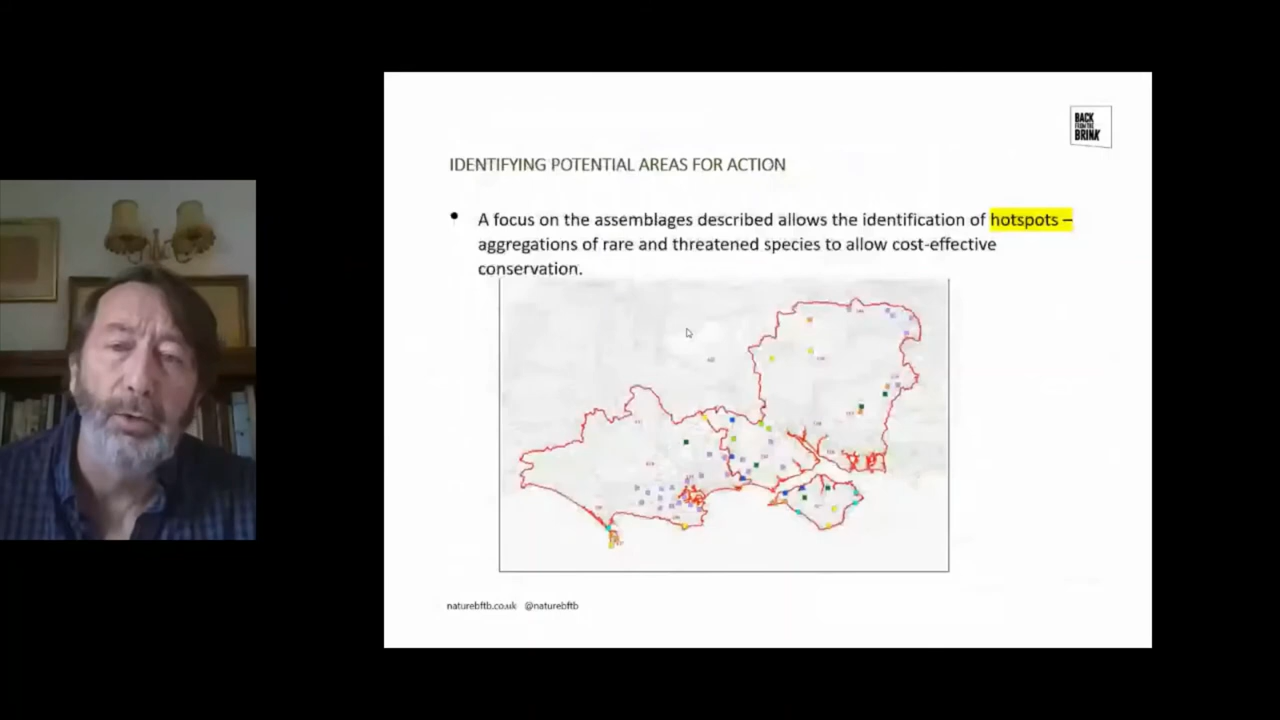 BACK
FROM THE
BRINK
IDENTIFYING POTENTIAL AREAS FOR ACTION
• A focus on the assemblages described allows the identification of hotspots –
aggregations of rare and threatened species to allow cost-effective
conservation.
naturebftb.co.uk @naturebftb